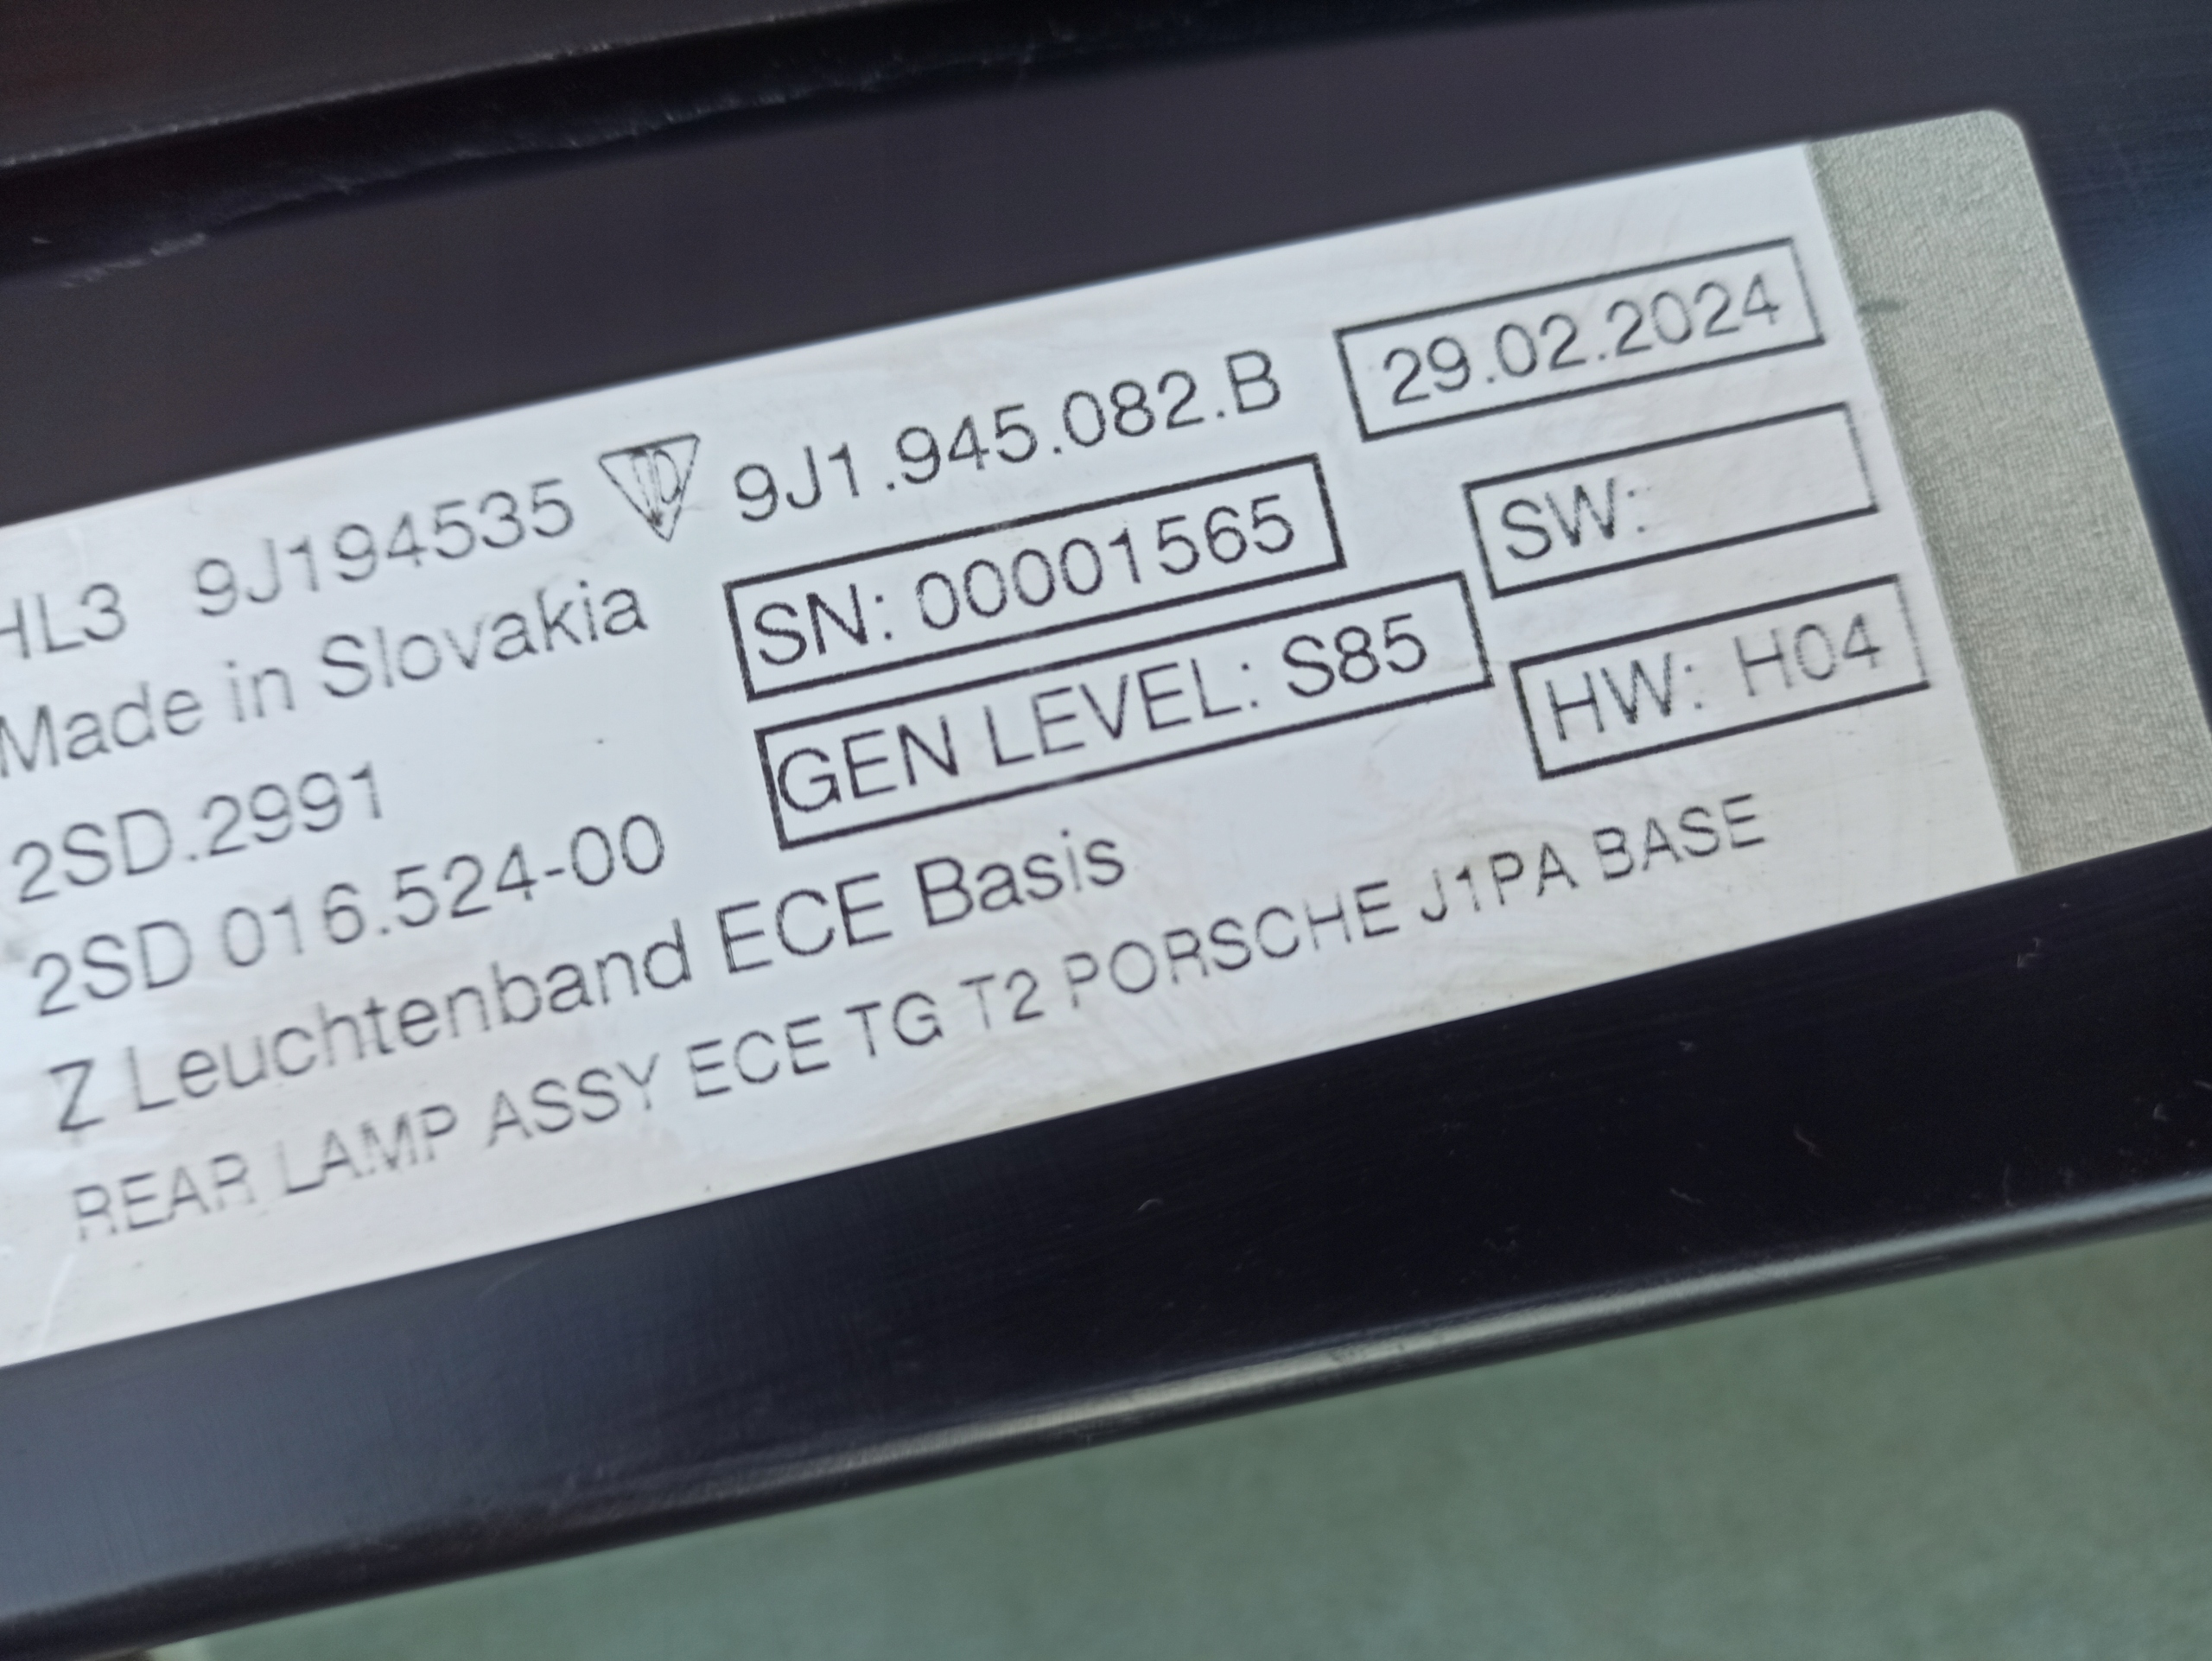 HL3 9J194535 9J1.945.082.B 29.02.2024
Made in Slovakia SN: 00001565 SW:
2SD.2991 GEN LEVEL: S85 HW: H04
2SD 016.524-00
Z Leuchtenband ECE Basis
REAR LAMP ASSY ECE TG T2 PORSCHE J1PA BASE